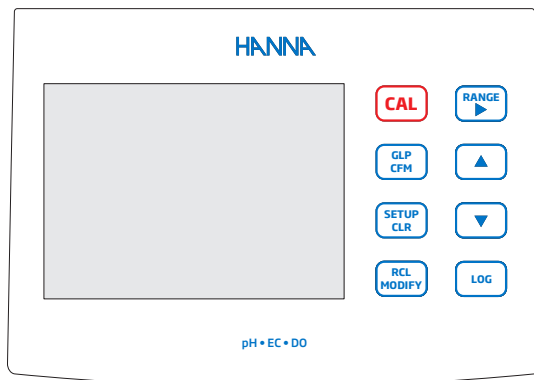 HANNA
CAL
RANGE
GLP
CFM
SETUP
CLR
RCL
MODIFY
LOG
pH • EC • DO